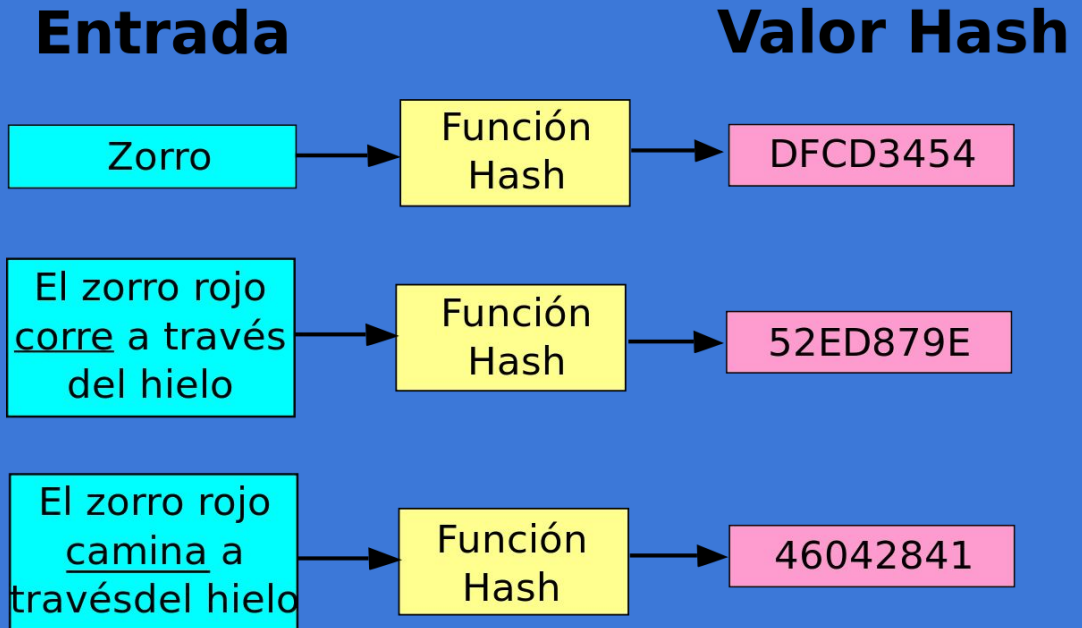 Entrada
Valor Hash
Zorro
Función
Hash
DFCD3454
El zorro rojo
corre a través
del hielo
Función
Hash
52ED879E
El zorro rojo
camina a
travésdel hielo
Función
Hash
46042841